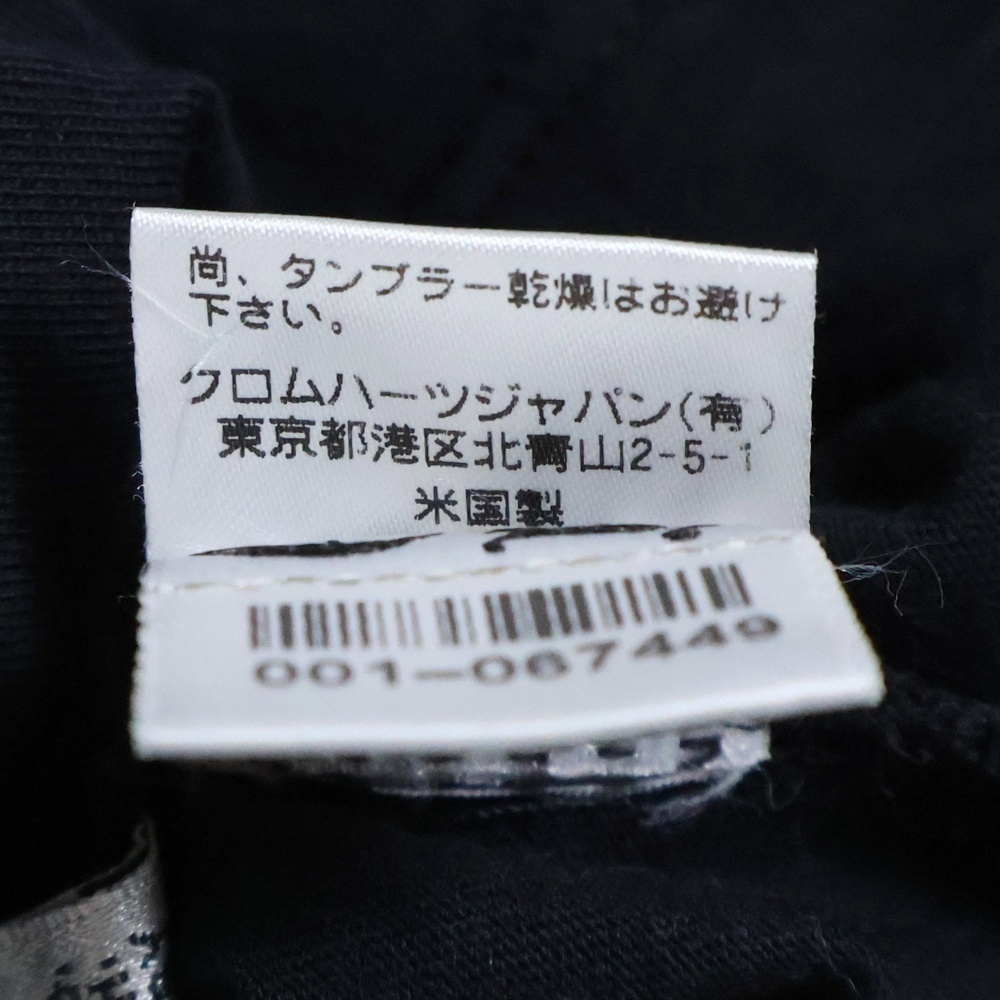 尚、タンブラー乾燥はお避け
下さい。
クロムハーツジャパン(有)
東京都港区北青山2-5-1
米国製
001-067449